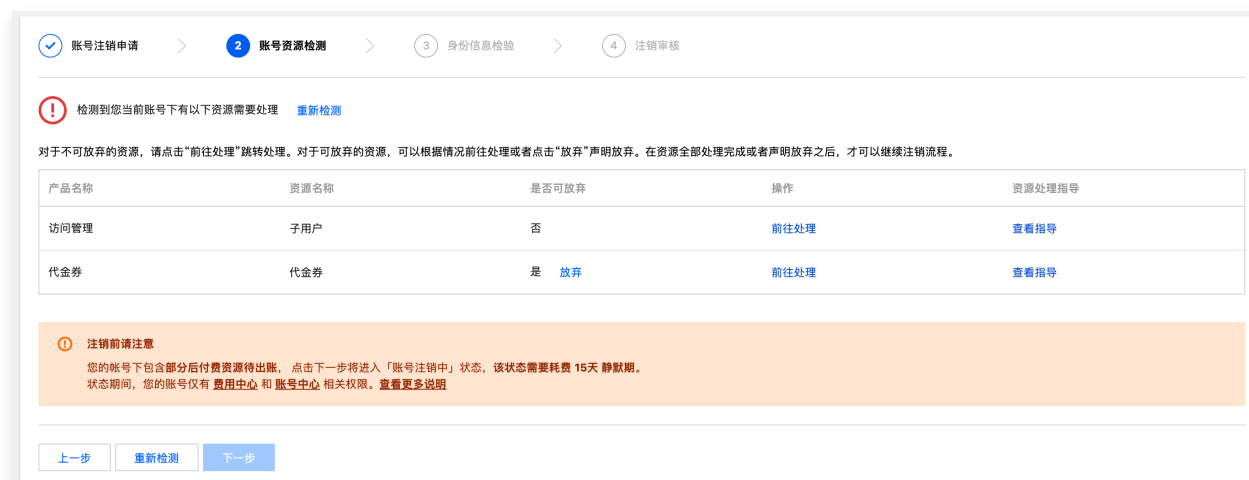 账号注销申请 2 账号资源检测 3 身份信息检验 4 注销审核
检测到您当前账号下有以下资源需要处理 重新检测
对于不可放弃的资源，请点击“前往处理”跳转处理。对于可放弃的资源，可以根据情况前往处理或者点击“放弃”声明放弃。在资源全部处理完成或者声明放弃之后，才可以继续注销流程。
产品名称 资源名称 是否可放弃 操作 资源处理指导
访问管理 子用户 否 前往处理 查看指导
代金券 代金券 是 放弃 前往处理 查看指导
注销前请注意
您的帐号下包含部分后付费资源待出账， 点击下一步将进入「账号注销中」状态，该状态需要耗费 15天 静默期。
状态期间，您的账号仅有 费用中心 和 账号中心 相关权限。查看更多说明
上一步 重新检测 下一步